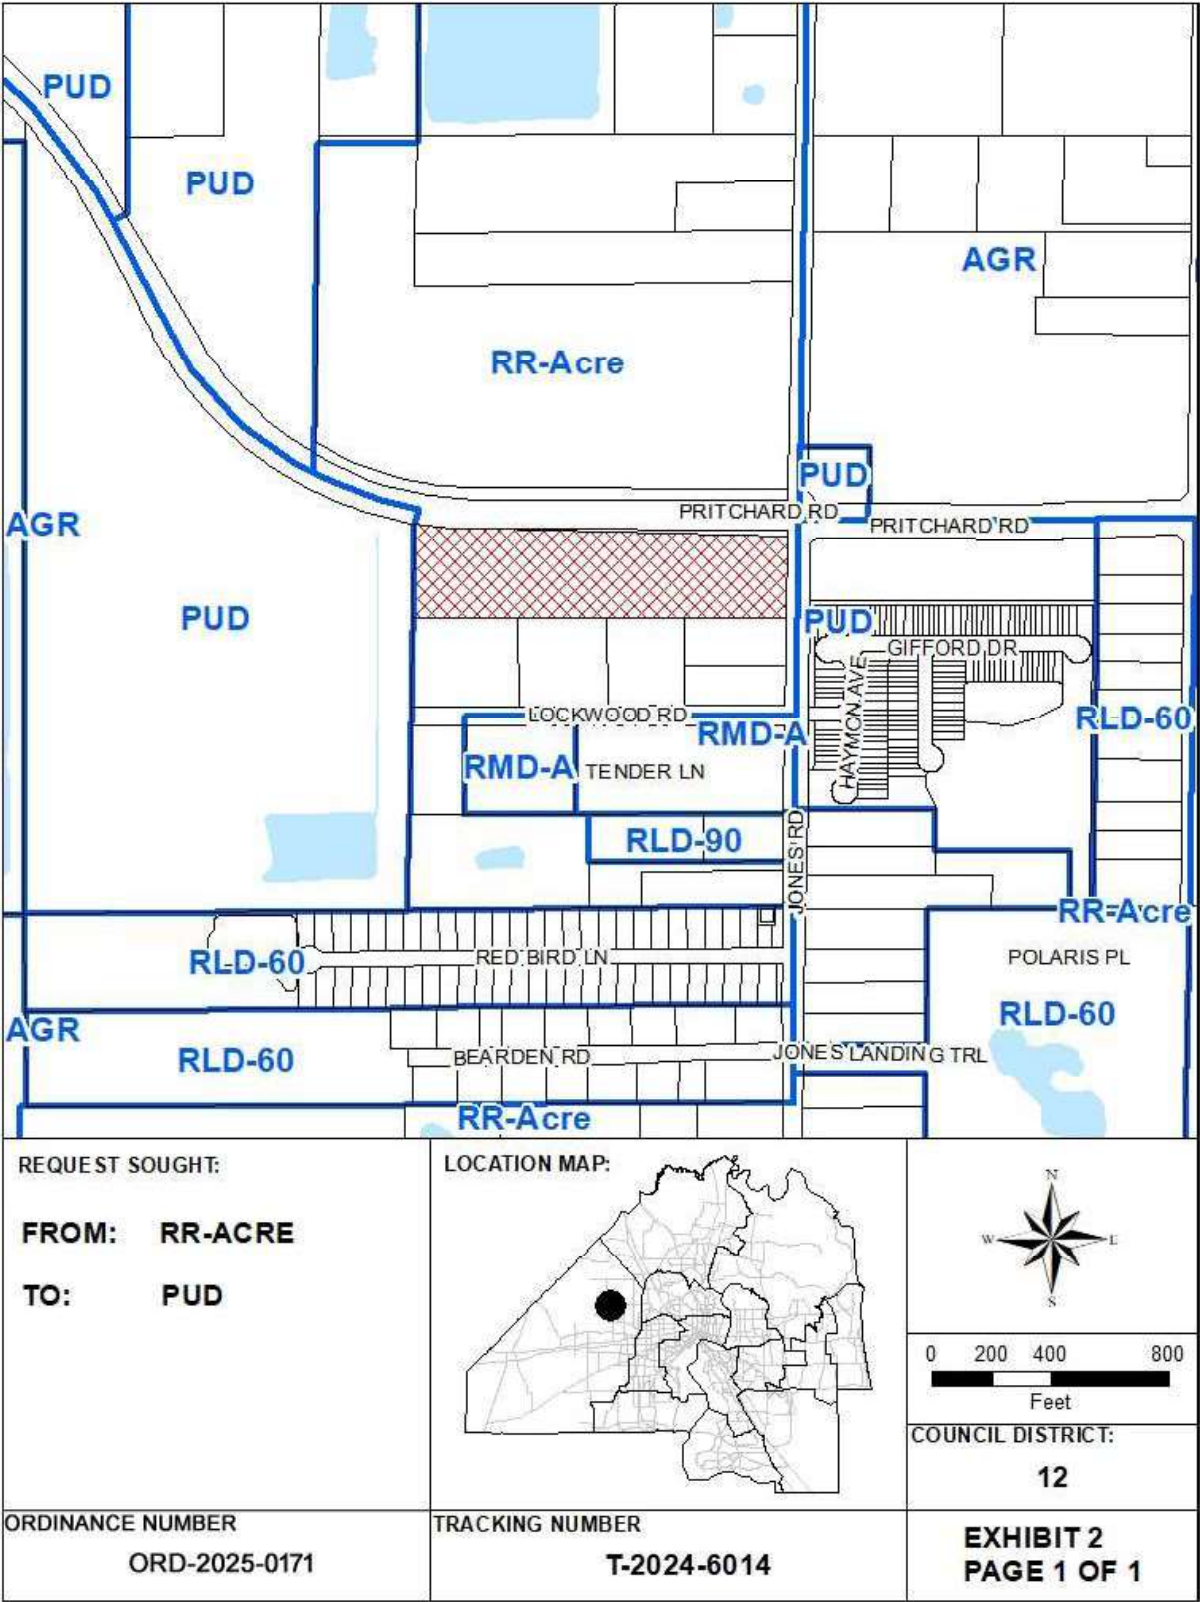 PUD
PUD
AGR
RR-Acre
PUD
PRITCHARD RD
PRITCHARD RD
AGR
PUD
PUD
GIFFORD DR
HAYMON AVE
LOCKWOOD RD
RMD-A
RLD-60
RMD-A
TENDER LN
RLD-90
JONES RD
RR-Acre
RLD-60
RED BIRD LN
POLARIS PL
RLD-60
AGR
RLD-60
BEARDEN RD
JONES LANDING TRL
RR-Acre
REQUEST SOUGHT:
FROM: RR-ACRE
TO: PUD
LOCATION MAP:
N
W E
S
0 200 400 800
Feet
COUNCIL DISTRICT:
12
ORDINANCE NUMBER
ORD-2025-0171
TRACKING NUMBER
T-2024-6014
EXHIBIT 2
PAGE 1 OF 1